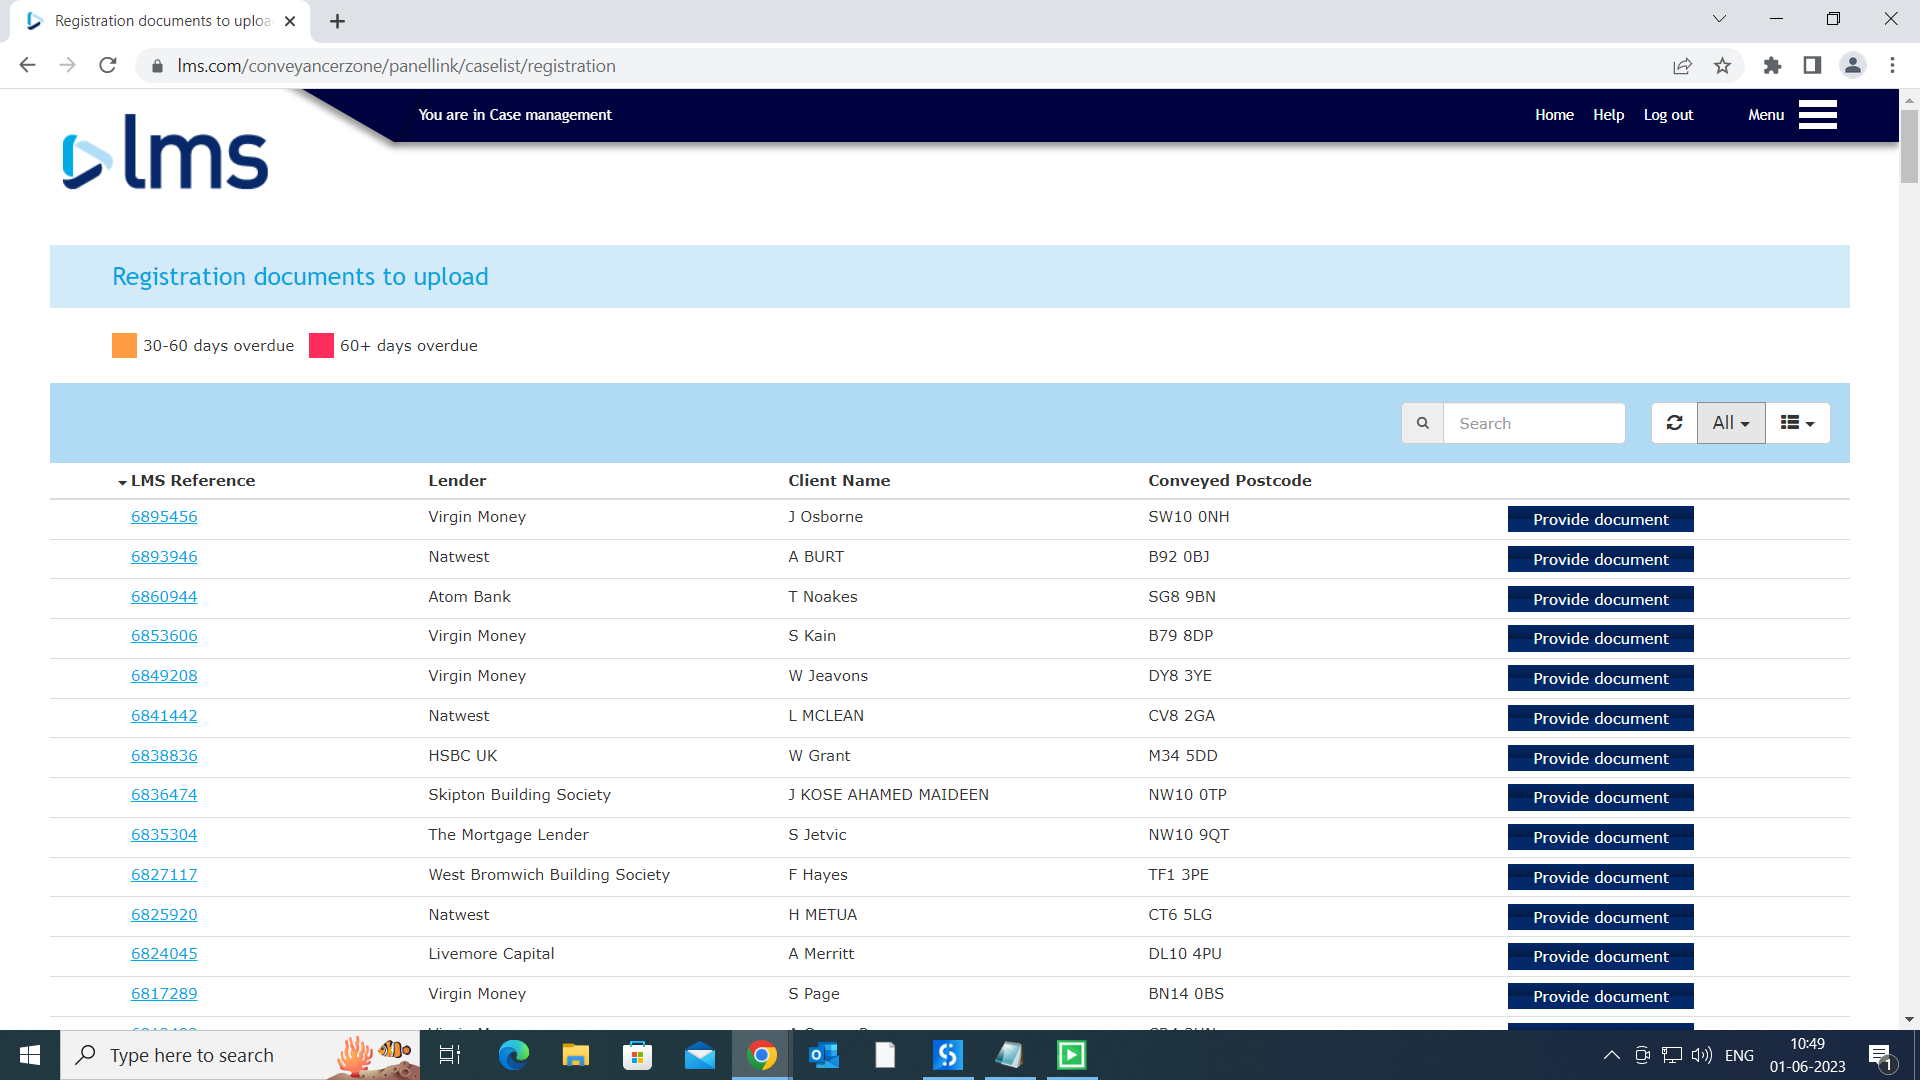 Registration documents to uploa
lms.com/conveyancerzone/panellink/caselist/registration
You are in Case management
Home Help Log out Menu
lms
Registration documents to upload
30-60 days overdue 60+ days overdue
Search All
LMS Reference Lender Client Name Conveyed Postcode
6895456 Virgin Money J Osborne SW10 0NH Provide document
6893946 Natwest A BURT B92 0BJ Provide document
6860944 Atom Bank T Noakes SG8 9BN Provide document
6853606 Virgin Money S Kain B79 8DP Provide document
6849208 Virgin Money W Jeavons DY8 3YE Provide document
6841442 Natwest L MCLEAN CV8 2GA Provide document
6838836 HSBC UK W Grant M34 5DD Provide document
6836474 Skipton Building Society J KOSE AHAMED MAIDEEN NW10 0TP Provide document
6835304 The Mortgage Lender S Jetvic NW10 9QT Provide document
6827117 West Bromwich Building Society F Hayes TF1 3PE Provide document
6825920 Natwest H METUA CT6 5LG Provide document
6824045 Livemore Capital A Merritt DL10 4PU Provide document
6817289 Virgin Money S Page BN14 0BS Provide document
Type here to search
ENG
10:49
01-06-2023
1